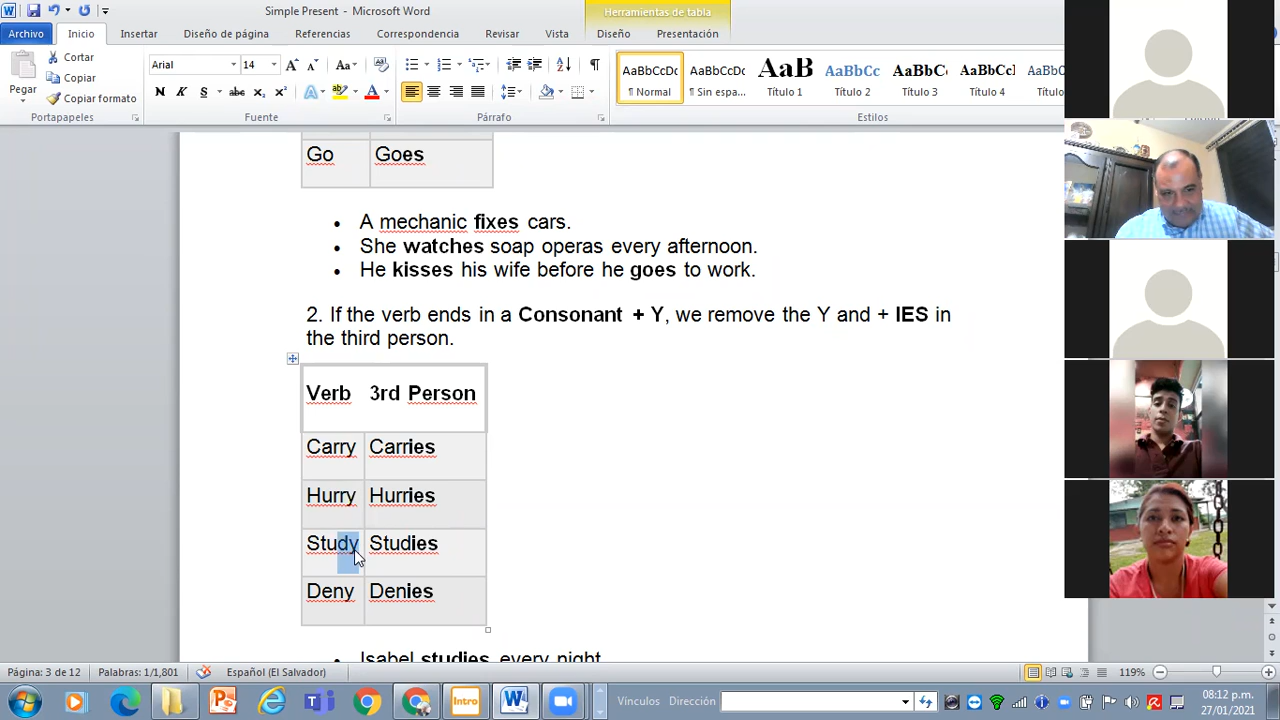 Simple Present - Microsoft Word
Herramientas de tabla
Archivo Inicio Insertar Diseño de página Referencias Correspondencia Revisar Vista Diseño Presentación
Cortar
Copiar
Copiar formato
Pegar
Portapapeles
Arial 14
N K S abc x₂ x²
Fuente
Párrafo
AaBbCcDc AaBbCcDc AaB AaBbCc AaBbC AaBbCcI AaBb
¶ Normal ¶ Sin espa... Título 1 Título 2 Título 3 Título 4 Título
Estilos
Go Goes
• A mechanic fixes cars.
• She watches soap operas every afternoon.
• He kisses his wife before he goes to work.
2. If the verb ends in a Consonant + Y, we remove the Y and + IES in
the third person.
Verb 3rd Person
Carry Carries
Hurry Hurries
Study Studies
Deny Denies
• Isabel studies every night
Página: 3 de 12 Palabras: 1/1,801 Español (El Salvador) 119%
Intro Vínculos Dirección
08:12 p.m.
27/01/2021